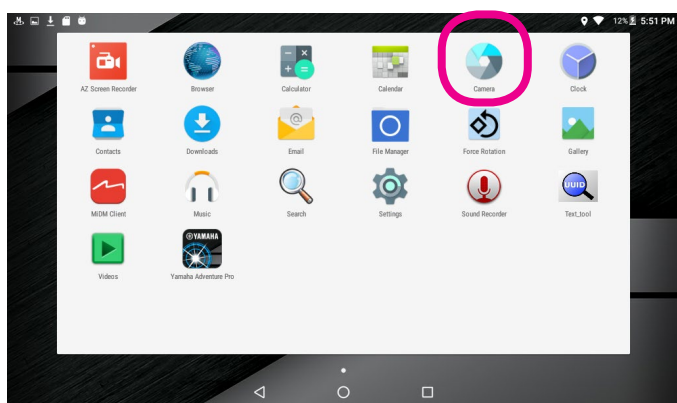 12% 5:51 PM
AZ Screen Recorder Browser Calculator Calendar Camera Clock
Contacts Downloads Email File Manager Force Rotation Gallery
UUID
MiDM Client Music Search Settings Sound Recorder Text_tool
YAMAHA
Videos Yamaha Adventure Pro